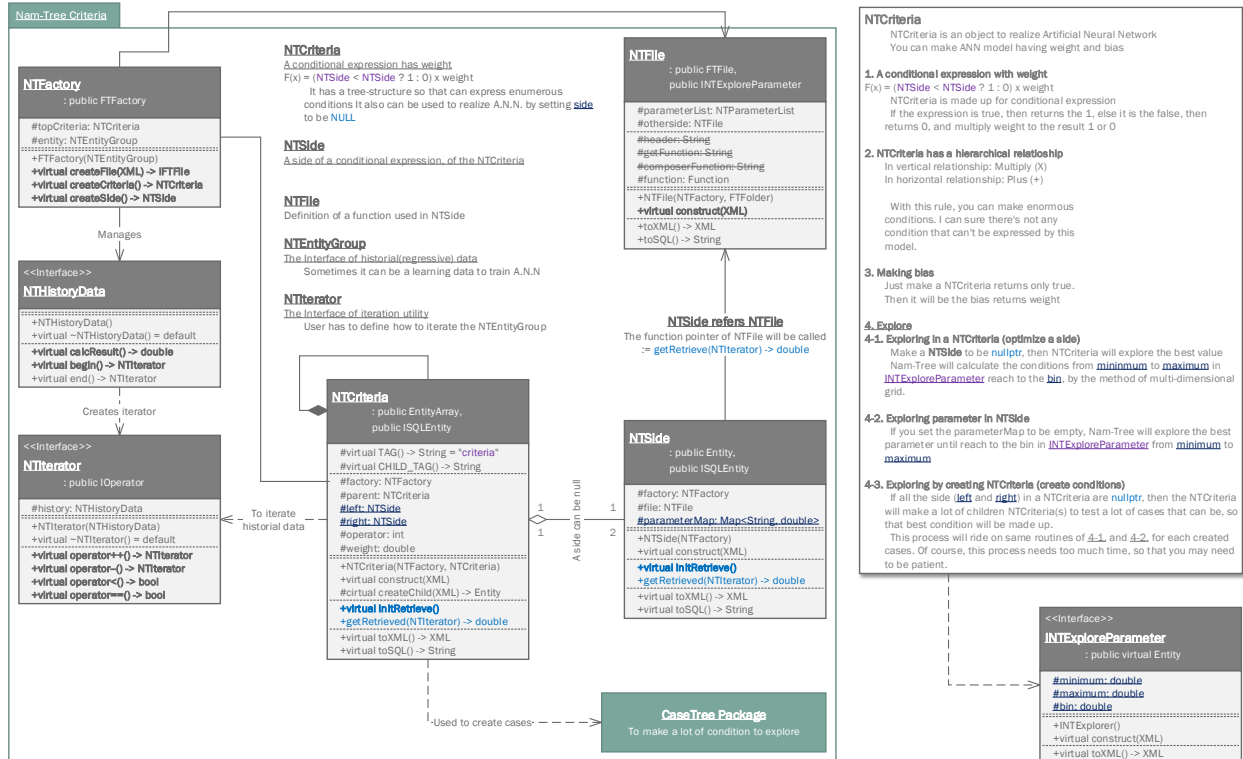 Nam-Tree Criteria
NTFactory
: public FTFactory
#topCriteria: NTCriteria
#entity: NTEntityGroup
+FTFactory(NTEntityGroup)
+virtual createFile(XML) -> IFTFile
+virtual createCriteria() -> NTCriteria
+virtual createSide() -> NTSide
Manages
<<Interface>>
NTHistoryData
+NTHistoryData()
+virtual ~NTHistoryData() = default
+virtual calcResult() -> double
+virtual begin() -> NTIterator
+virtual end() -> NTIterator
Creates iterator
<<Interface>>
NTIterator
: public IOperator
#history: NTHistoryData
+NTIterator(HistoryData)
+virtual ~NTIterator() = default
+virtual operator++() -> NTIterator
+virtual operator--() -> NTIterator
+virtual operator<() -> bool
+virtual operator==() -> bool
NTCriteria
A conditional expression has weight
F(x) = (NTSide < NTSide ? 1 : 0) x weight
It has a tree-structure so that can express enumerous
conditions It also can be used to realize A.N.N. by setting side
to be NULL
NTSide
A side of a conditional expression, of the NTCriteria
NTFile
Definition of a function used in NTSide
NTEntityGroup
The Interface of historial(regressive) data
Sometimes it can be a learning data to train A.N.N
NTIterator
The Interface of iteration utility
User has to define how to iterate the NTEntityGroup
To iterate
historial data
NTCriteria
: public EntityArray,
public ISQLEntity
#virtual TAG() -> String = "criteria"
#virtual CHILD_TAG() -> String
#factory: NTFactory
#parent: NTCriteria
#left: NTSide
#right: NTSide
#operator: int
#weight: double
+NTCriteria(NTFactory, NTCriteria)
+virtual construct(XML)
#cirtual createChild(XML) -> Entity
+virtual initRetrieve()
+getRetrieved(NTIterator) -> double
+virtual toXML() -> XML
+virtual toSQL() -> String
1
1
A side can be null
1
2
Used to create cases
CaseTree Package
To make a lot of condition to explore
NTFile
: public FTFile,
public INTExploreParameter
#parameterList: NTParameterList
#otherside: NTFile
#header: String
#getFunction: String
#composerFunction: String
#function: Function
+NTFile(NTFactory, FTFolder)
+virtual construct(XML)
+toXML() -> XML
+toSQL() -> String
NTSide refers NTFile
The function pointer of NTFile will be called
:= getRetrieve(NTIterator) -> double
NTSide
: public Entity,
public ISQLEntity
#factory: NTFactory
#file: NTFile
#parameterMap: Map<String, double>
+NTSide(NTFactory)
+virtual construct(XML)
+virtual initRetrieve()
+getRetrieved(NTIterator) -> double
+virtual toXML() -> XML
+virtual toSQL() -> String
NTCriteria
NTCriteria is an object to realize Artificial Neural Network
You can make ANN model having weight and bias
1. A conditional expression with weight
F(x) = (NTSide < NTSide ? 1 : 0) x weight
NTCriteria is made up for conditional expression
If the expression is true, then returns the 1, else it is the false, then
returns 0, and multiply weight to the result 1 or 0
2. NTCriteria has a hierarchical relatioship
In vertical relationship: Multiply (X)
In horizontal relationship: Plus (+)
With this rule, you can make enormous
conditions. I can sure there's not any
condition that can't be expressed by this
model.
3. Making bias
Just make a NTCriteria returns only true.
Then it will be the bias returns weight
4. Explore
4-1. Exploring in a NTCriteria (optimize a side)
Make a NTSide to be nullptr, then NTCriteria will explore the best value
Nam-Tree will calculate the conditions from mininmum to maximum in
INTExploreParameter reach to the bin, by the method of multi-dimensional
grid.
4-2. Exploring parameter in NTSide
If you set the parameterMap to be empty, Nam-Tree will explore the best
parameter until reach to the bin in INTExploreParameter from minimum to
maximum
4-3. Exploring by creating NTCriteria (create conditions)
If all the side (left and right) in a NTCriteria are nullptr, then the NTCriteria
will make a lot of children NTCriteria(s) to test a lot of cases that can be, so
that best condition will be made up.
This process will ride on same routines of 4-1, and 4-2, for each created
cases. Of course, this process needs too much time, so that you may need
to be patient.
<<Interface>>
INTExploreParameter
: public virtual Entity
#minimum: double
#maximum: double
#bin: double
+INTExplorer()
+virtual construct(XML)
+virtual toXML() -> XML